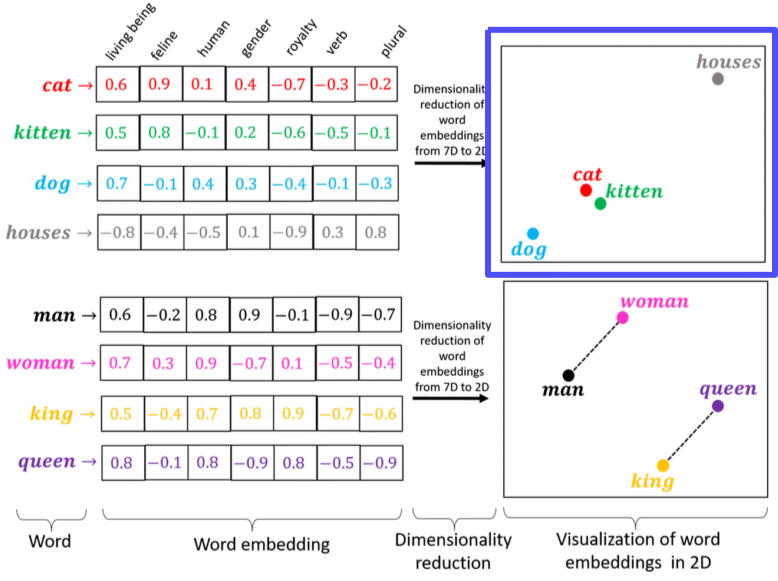 living being feline human gender royalty verb plural
cat → 0.6 0.9 0.1 0.4 −0.7 −0.3 −0.2
kitten → 0.5 0.8 −0.1 0.2 −0.6 −0.5 −0.1
dog → 0.7 −0.1 0.4 0.3 −0.4 −0.1 −0.3
houses → −0.8 −0.4 −0.5 0.1 −0.9 0.3 0.8
Dimensionality
reduction of
word
embeddings
from 7D to 2D
houses
cat
kitten
dog
man → 0.6 −0.2 0.8 0.9 −0.1 −0.9 −0.7
woman → 0.7 0.3 0.9 −0.7 0.1 −0.5 −0.4
king → 0.5 −0.4 0.7 0.8 0.9 −0.7 −0.6
queen → 0.8 −0.1 0.8 −0.9 0.8 −0.5 −0.9
Dimensionality
reduction of
word
embeddings
from 7D to 2D
woman
man
queen
king
Word
Word embedding
Dimensionality
reduction
Visualization of word
embeddings in 2D